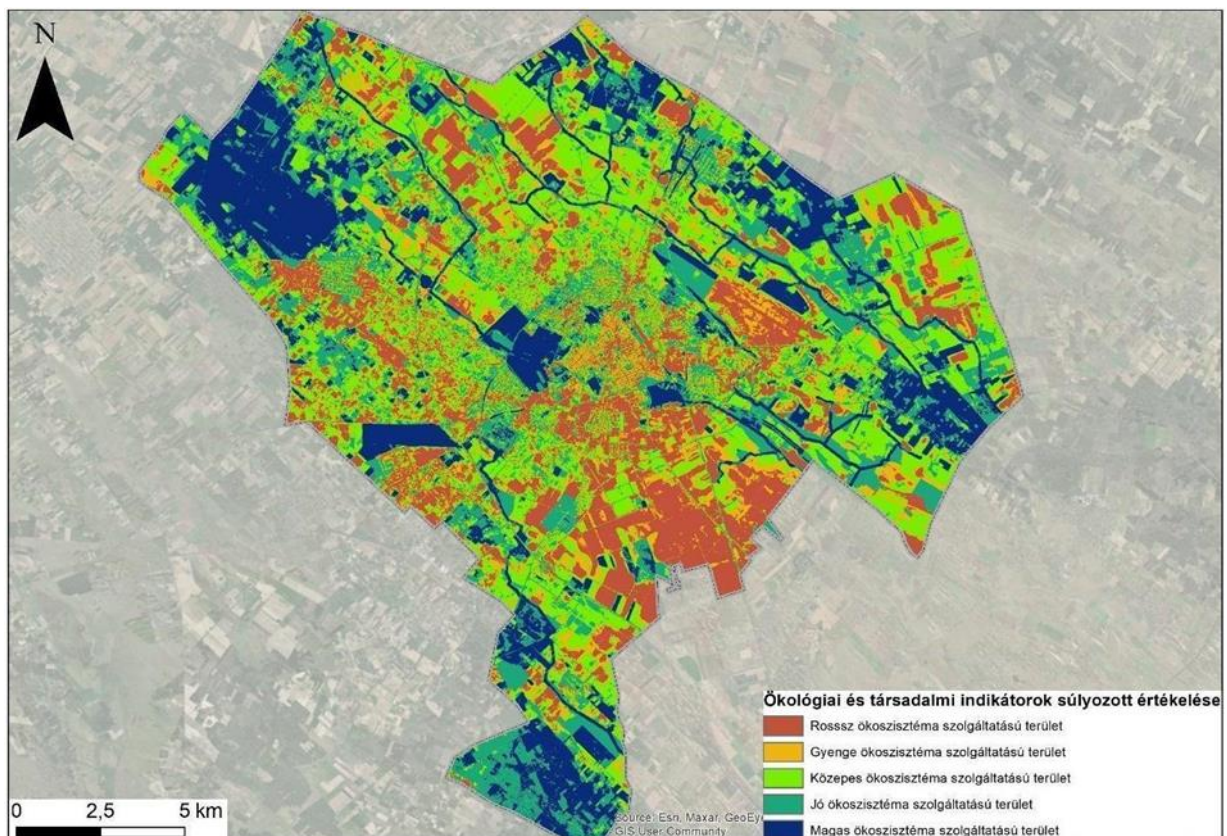 N
Ökológiai és társadalmi indikátorok súlyozott értékelése
Rosssz ökoszisztéma szolgáltatású terület
Gyenge ökoszisztéma szolgáltatású terület
Közepes ökoszisztéma szolgáltatású terület
Jó ökoszisztéma szolgáltatású terület
Magas ökoszisztéma szolgáltatású terület
0 2,5 5 km
Source: Esri, Maxar, GeoEy
GIS User Community